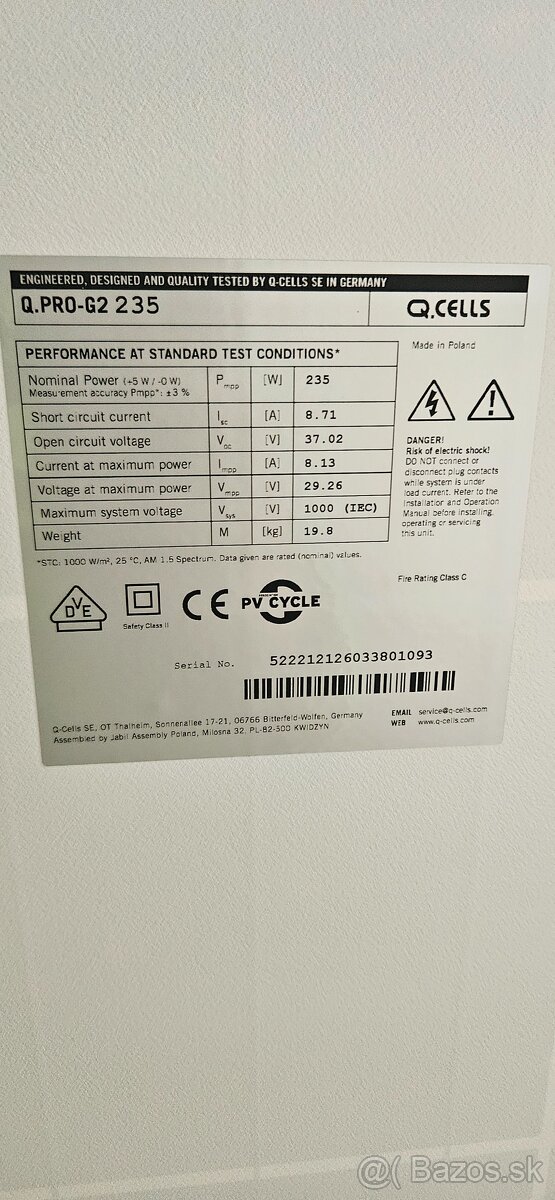 ENGINEERED, DESIGNED AND QUALITY TESTED BY Q-CELLS SE IN GERMANY
Q.PRO-G2 235
Q.CELLS
PERFORMANCE AT STANDARD TEST CONDITIONS*
Nominal Power (+5 W / -0 W)
Measurement accuracy Pmpp*: ±3 %
Pmpp [W] 235
Short circuit current Isc [A] 8.71
Open circuit voltage Voc [V] 37.02
Current at maximum power Impp [A] 8.13
Voltage at maximum power Vmpp [V] 29.26
Maximum system voltage Vsys [V] 1000 (IEC)
Weight M [kg] 19.8
*STC: 1000 W/m², 25 °C, AM 1.5 Spectrum. Data given are rated (nominal) values.
Made in Poland
DANGER!
Risk of electric shock!
DO NOT connect or
disconnect plug contacts
while system is under
load current. Refer to the
Installation and Operation
Manual before installing,
operating or servicing
this unit.
Fire Rating Class C
DVE
Safety Class II
CE
PV CYCLE
Serial No. 522212126033801093
Q-Cells SE, OT Thalheim, Sonnenallee 17-21, 06766 Bitterfeld-Wolfen, Germany
Assembled by Jabil Assembly Poland, Milosna 32, PL-82-500 KWIDZYN
EMAIL service@q-cells.com
WEB www.q-cells.com
@( Bazos.sk